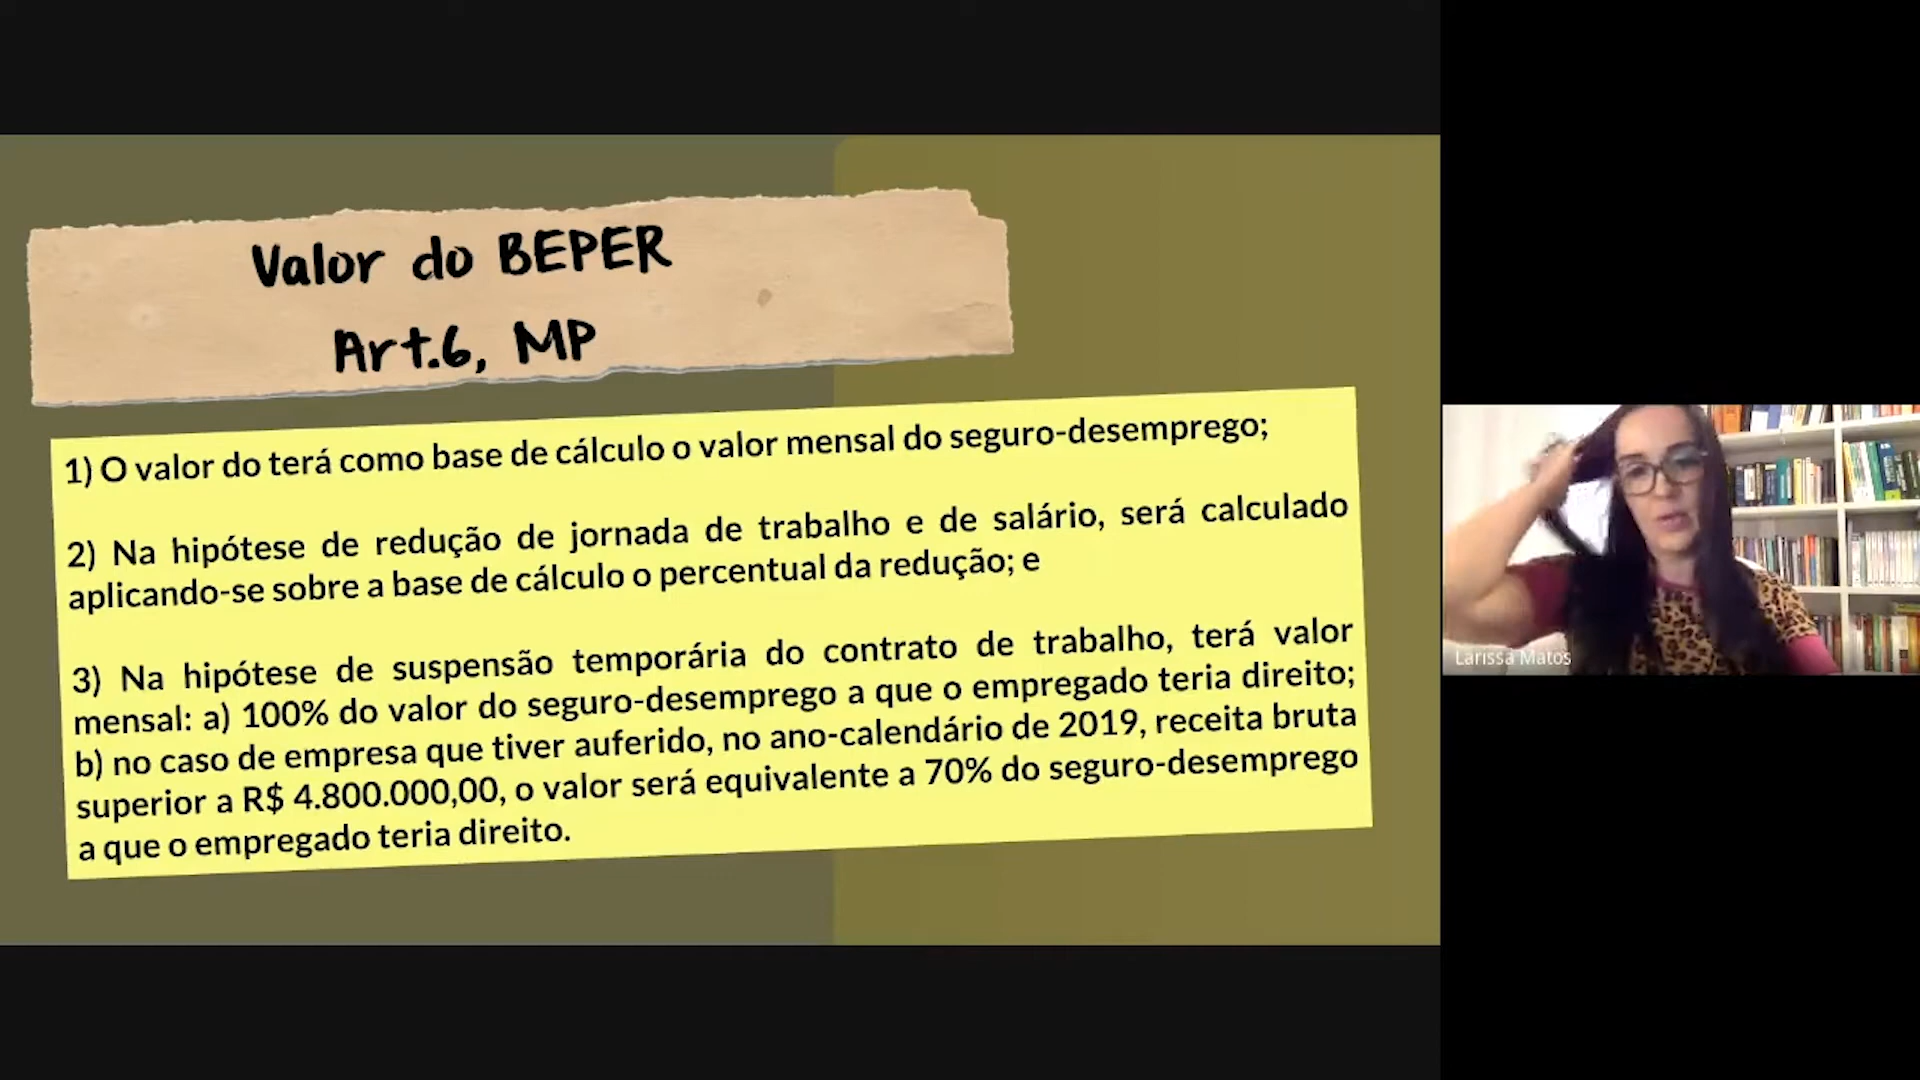 Valor do BEPER
Art.6, MP
1) O valor do terá como base de cálculo o valor mensal do seguro-desemprego;
2) Na hipótese de redução de jornada de trabalho e de salário, será calculado
aplicando-se sobre a base de cálculo o percentual da redução; e
3) Na hipótese de suspensão temporária do contrato de trabalho, terá valor
mensal: a) 100% do valor do seguro-desemprego a que o empregado teria direito;
b) no caso de empresa que tiver auferido, no ano-calendário de 2019, receita bruta
superior a R$ 4.800.000,00, o valor será equivalente a 70% do seguro-desemprego
a que o empregado teria direito.
Larissa Matos